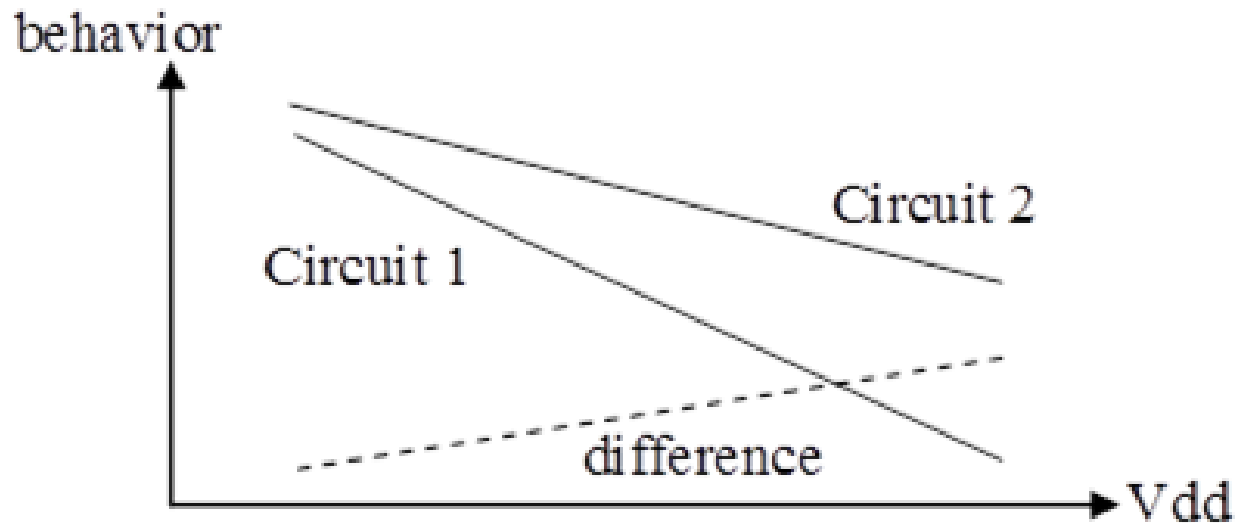 behavior
Circuit 2
Circuit 1
difference
Vdd